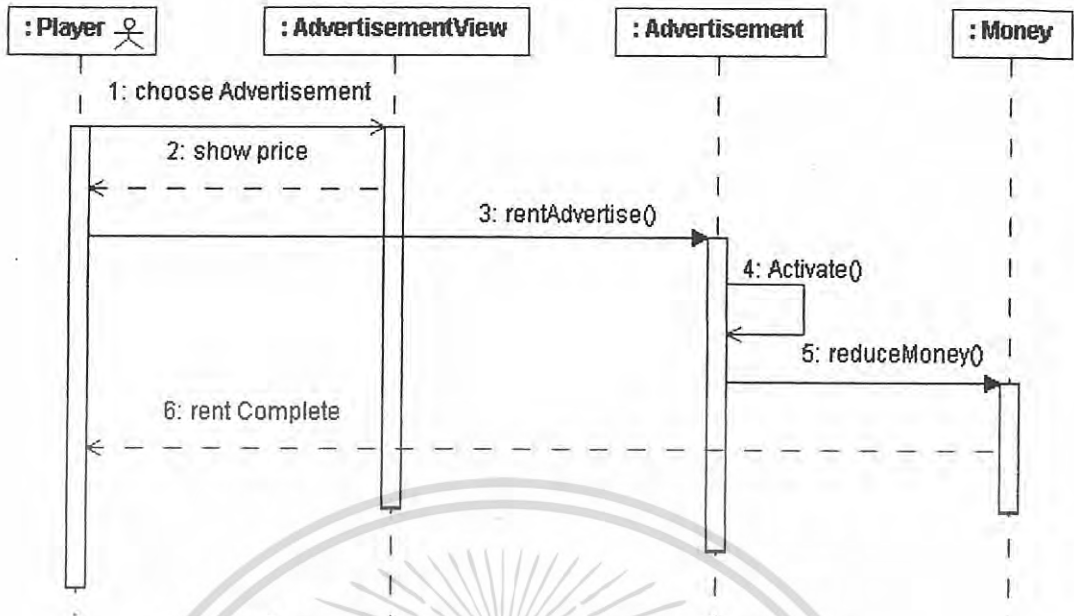 : Player
: AdvertisementView
: Advertisement
: Money
1: choose Advertisement
2: show price
3: rentAdvertise()
4: Activate()
5: reduceMoney()
6: rent Complete